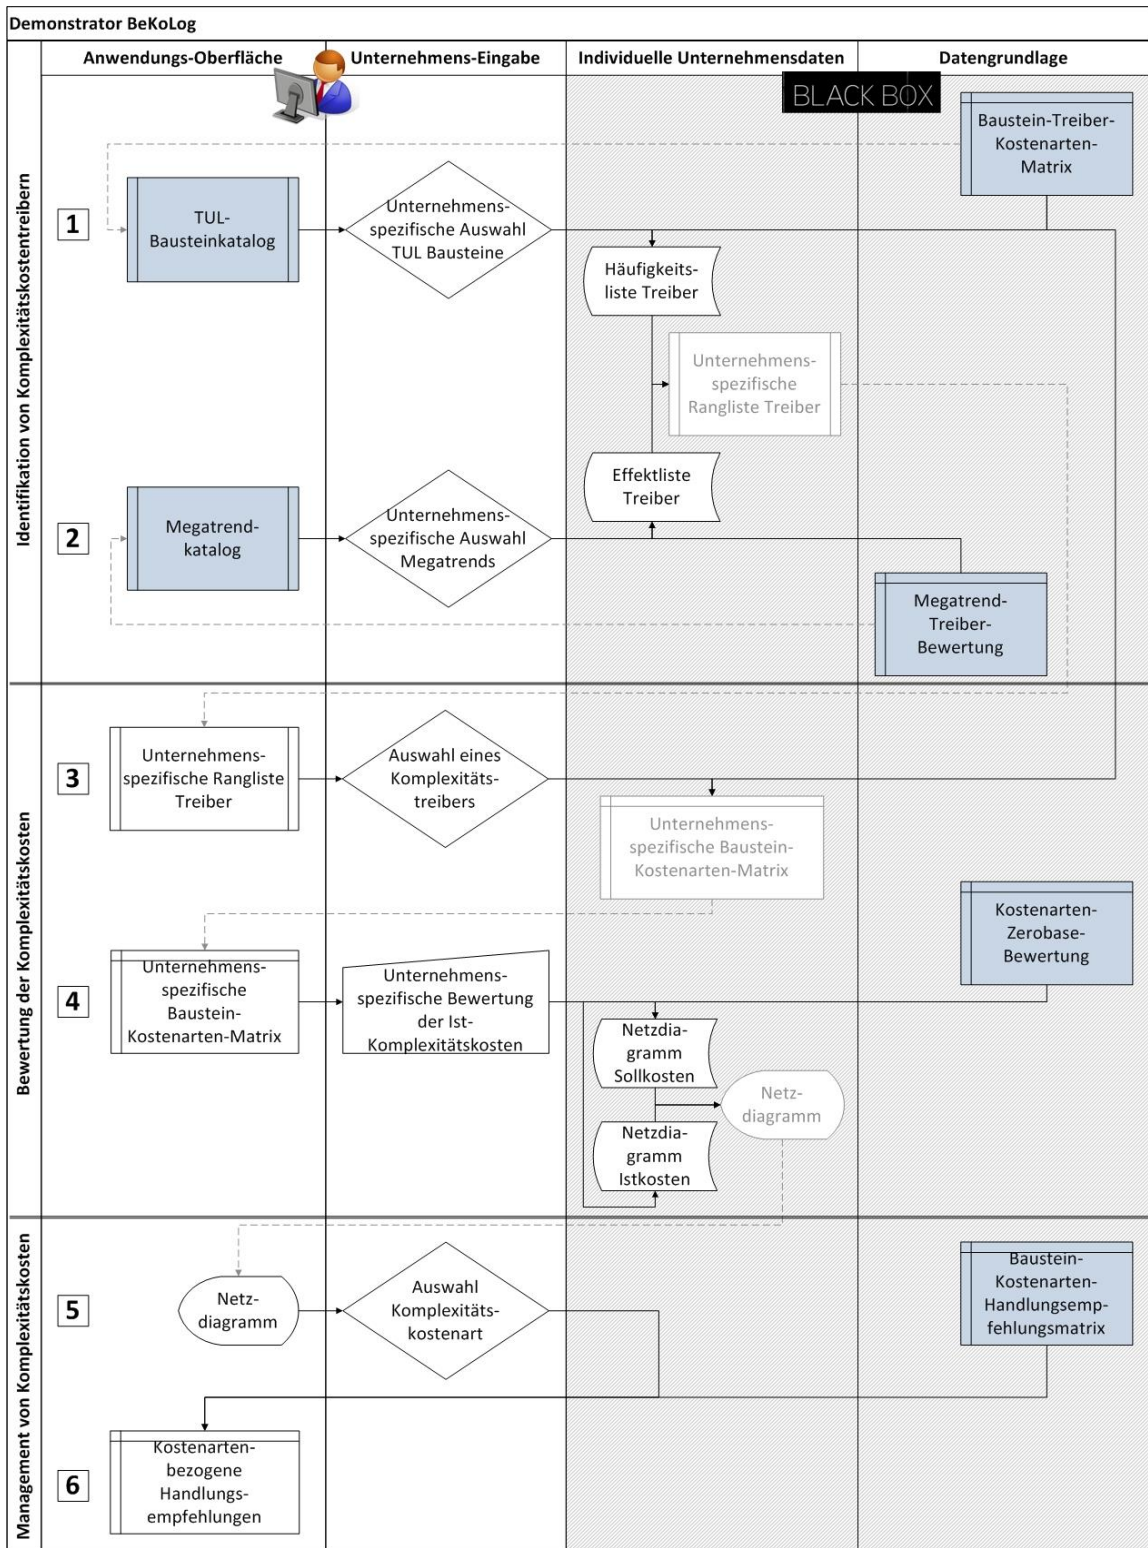 Demonstrator BeKoLog
Anwendungs-Oberfläche
Unternehmens-Eingabe
Individuelle Unternehmensdaten
Datengrundlage
BLACK BOX
Identifikation von Komplexitätskostentreibern
Baustein-Treiber-
Kostenarten-
Matrix
1
TUL-
Bausteinkatalog
Unternehmens-
spezifische Auswahl
TUL Bausteine
Häufigkeits-
liste Treiber
Unternehmens-
spezifische
Rangliste Treiber
Effektliste
Treiber
2
Megatrend-
katalog
Unternehmens-
spezifische Auswahl
Megatrends
Megatrend-
Treiber-
Bewertung
Bewertung der Komplexitätskosten
3
Unternehmens-
spezifische Rangliste
Treiber
Auswahl eines
Komplexitäts-
treibers
Unternehmens-
spezifische Baustein-
Kostenarten-Matrix
Kostenarten-
Zerobase-
Bewertung
4
Unternehmens-
spezifische
Baustein-
Kostenarten-Matrix
Unternehmens-
spezifische Bewertung
der Ist-
Komplexitätskosten
Netzdia-
gramm
Sollkosten
Netz-
diagramm
Netzdia-
gramm
Istkosten
Management von Komplexitätskosten
5
Netz-
diagramm
Auswahl
Komplexitäts-
kostenart
Baustein-
Kostenarten-
Handlungsemp-
fehlungsmatrix
6
Kostenarten-
bezogene
Handlungs-
empfehlungen